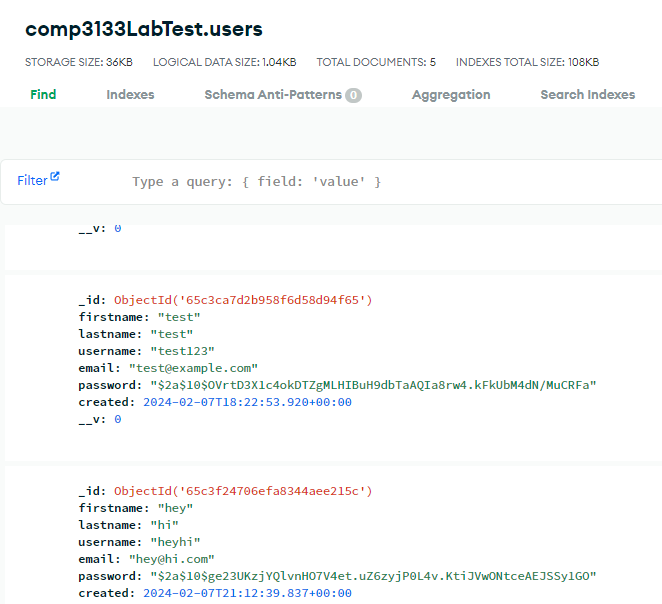 comp3133LabTest.users
STORAGE SIZE: 36KB LOGICAL DATA SIZE: 1.04KB TOTAL DOCUMENTS: 5 INDEXES TOTAL SIZE: 108KB
Find Indexes Schema Anti-Patterns 0 Aggregation Search Indexes
Filter Type a query: { field: 'value' }
__v: 0
_id: ObjectId('65c3ca7d2b958f6d58d94f65')
firstname: "test"
lastname: "test"
username: "test123"
email: "test@example.com"
password: "$2a$10$OVrtD3X1c4okDTZgMLHIBuH9dbTaAQIa8rw4.kFkUbM4dN/MuCRFa"
created: 2024-02-07T18:22:53.920+00:00
__v: 0
_id: ObjectId('65c3f24706efa8344aee215c')
firstname: "hey"
lastname: "hi"
username: "heyhi"
email: "hey@hi.com"
password: "$2a$10$ge23UKzjYQlvnHO7V4et.uZ6zyjP0L4v.KtiJVwONtceAEJSSy1GO"
created: 2024-02-07T21:12:39.837+00:00